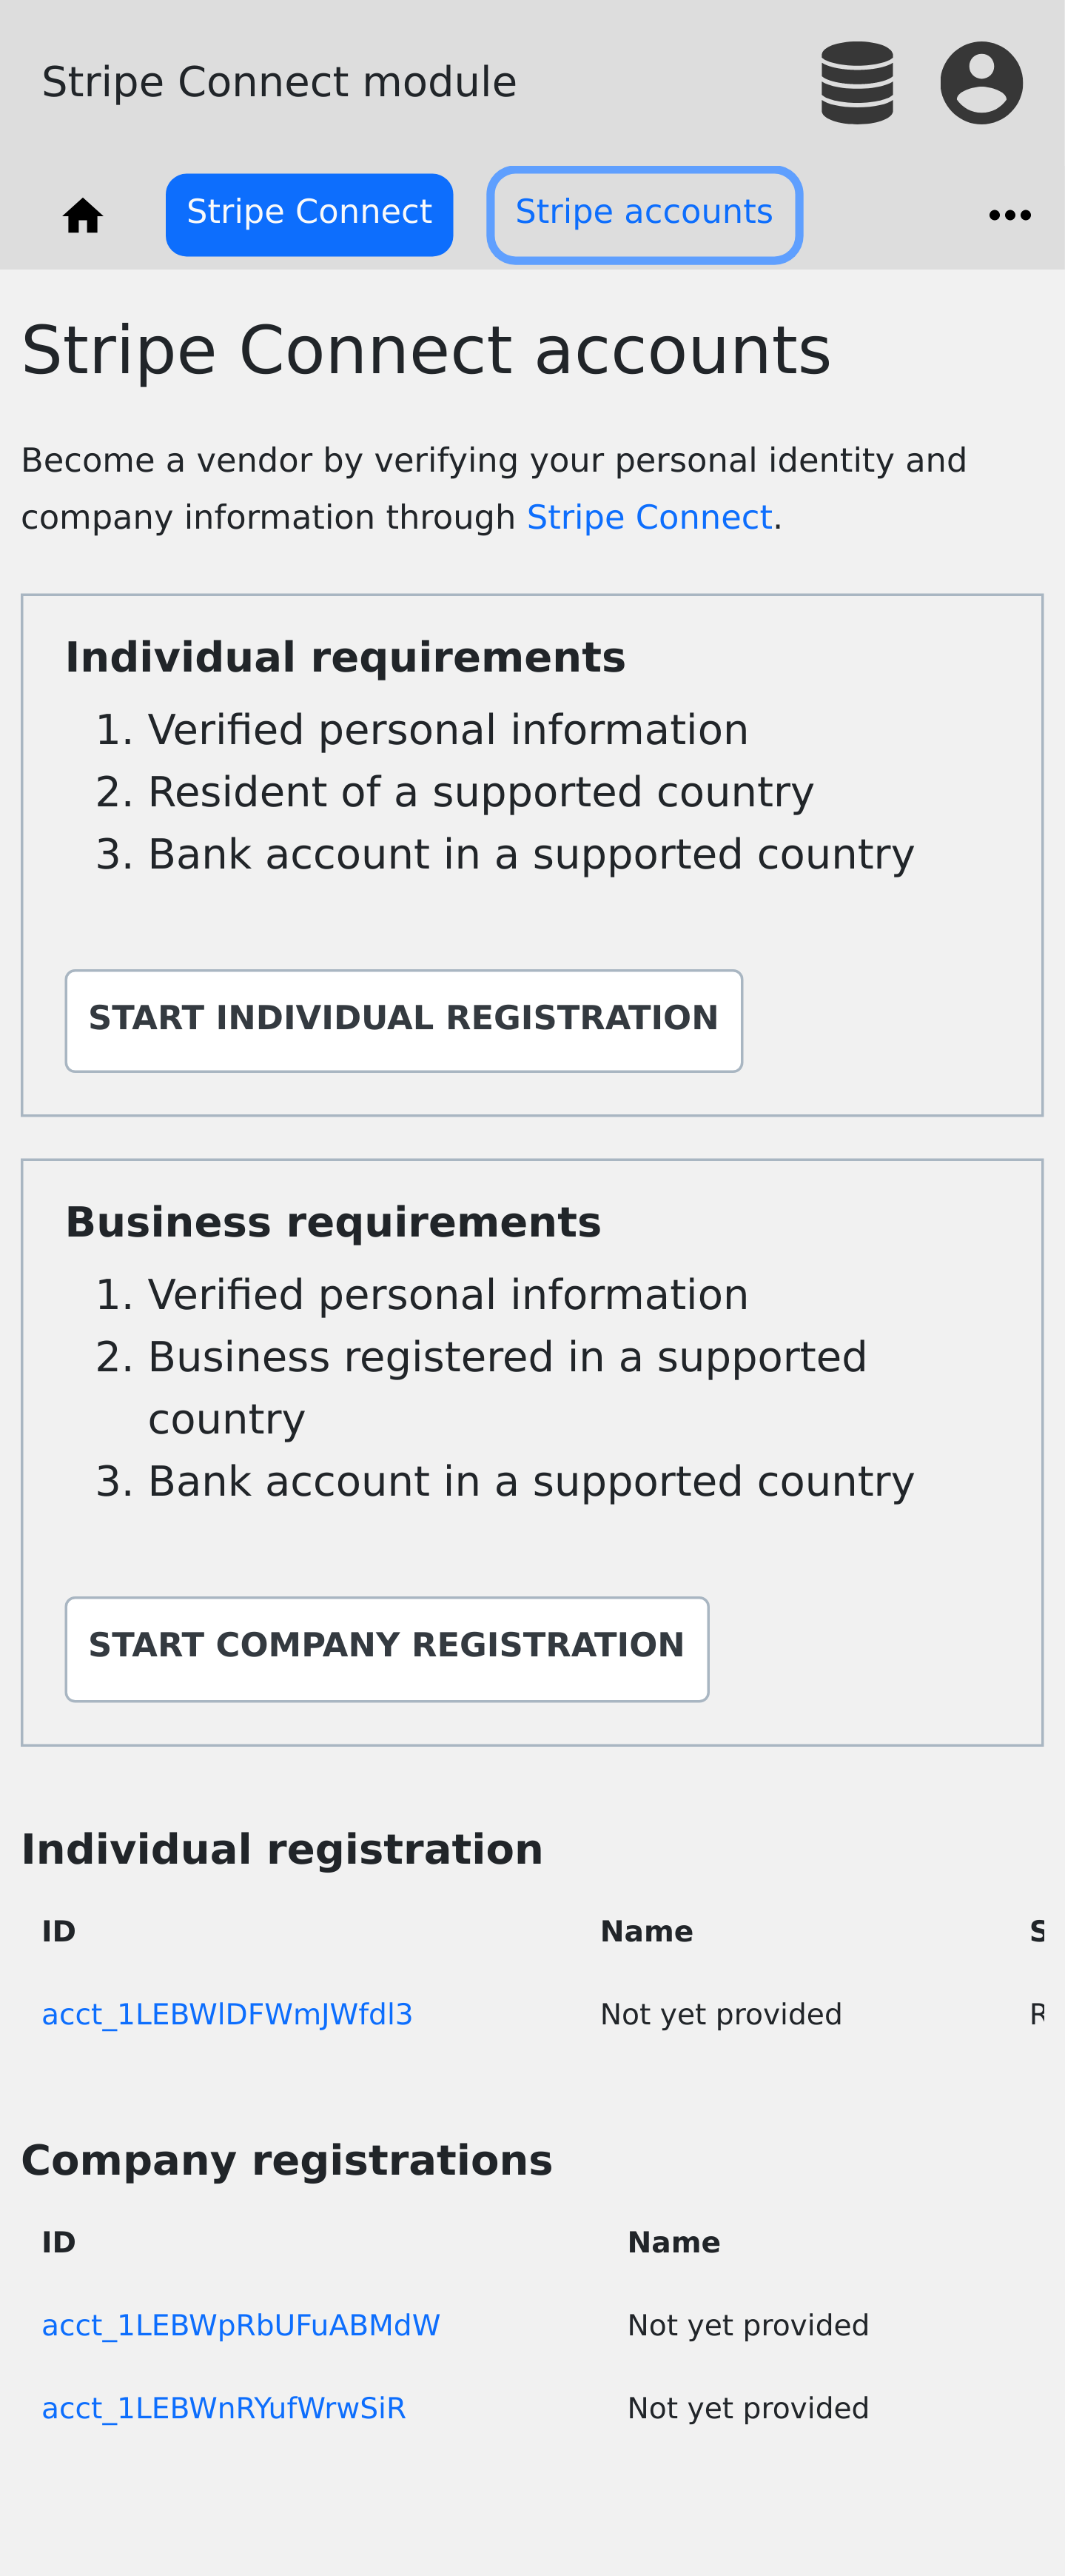 Stripe Connect module
Stripe Connect
Stripe accounts
Stripe Connect accounts
Become a vendor by verifying your personal identity and
company information through Stripe Connect.
Individual requirements
1. Verified personal information
2. Resident of a supported country
3. Bank account in a supported country
START INDIVIDUAL REGISTRATION
Business requirements
1. Verified personal information
2. Business registered in a supported
country
3. Bank account in a supported country
START COMPANY REGISTRATION
Individual registration
ID Name S
acct_1LEBWlDFWmJWfdl3 Not yet provided R
Company registrations
ID Name
acct_1LEBWpRbUFuABMdW Not yet provided
acct_1LEBWnRYufWrwSiR Not yet provided